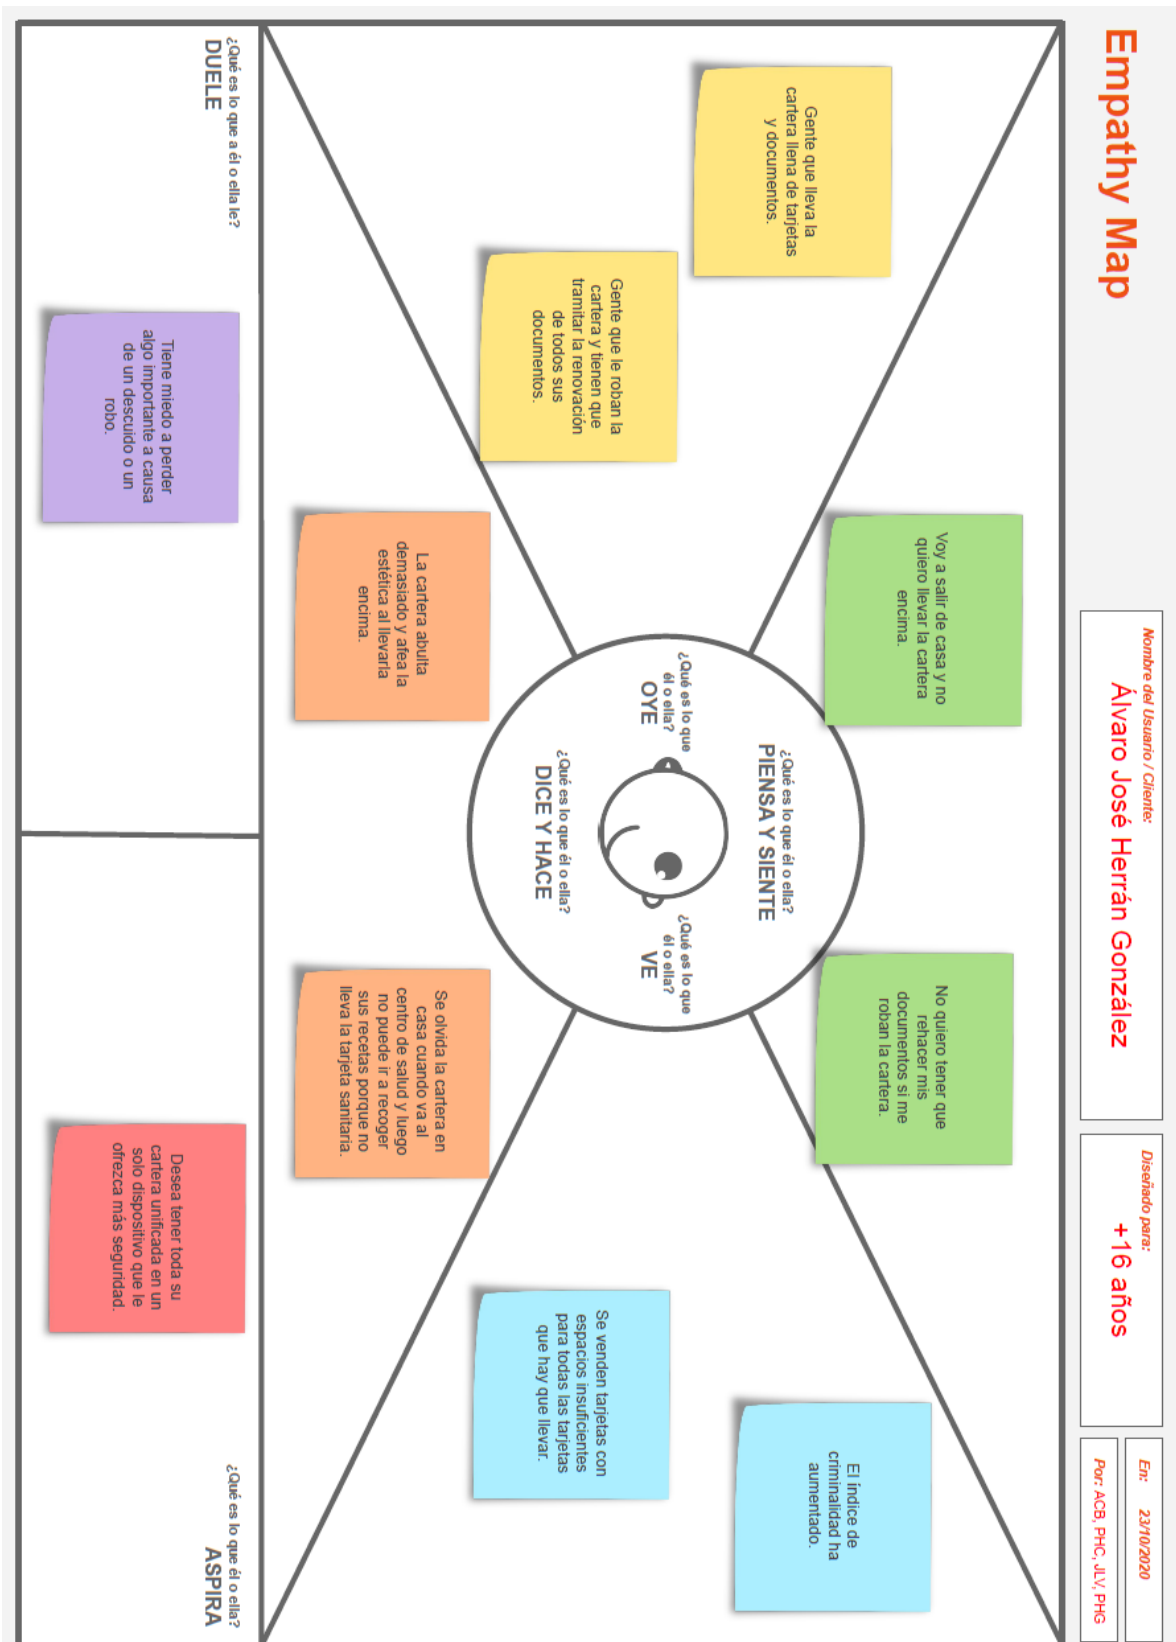 Empathy Map
Nombre del Usuario / Cliente:
Álvaro José Herrán González
Diseñado para:
+16 años
En: 23/10/2020
Por: ACB, PHC, JLV, PHG
Gente que lleva la
cartera llena de tarjetas
y documentos.
Gente que le roban la
cartera y tienen que
tramitar la renovación
de todos sus
documentos.
Voy a salir de casa y no
quiero llevar la cartera
encima.
No quiero tener que
rehacer mis
documentos si me
roban la cartera.
El índice de
criminalidad ha
aumentado.
Se venden tarjetas con
espacios insuficientes
para todas las tarjetas
que hay que llevar.
¿Qué es lo que él o ella?
PIENSA Y SIENTE
¿Qué es lo que
él o ella?
OYE
¿Qué es lo que
él o ella?
VE
¿Qué es lo que él o ella?
DICE Y HACE
La cartera abulta
demasiado y afea la
estética al llevarla
encima.
Se olvida la cartera en
casa cuando va al
centro de salud y luego
no puede ir a recoger
sus recetas porque no
lleva la tarjeta sanitaria.
¿Qué es lo que a él o ella le?
DUELE
Tiene miedo a perder
algo importante a causa
de un descuido o un
robo.
¿Qué es lo que él o ella?
ASPIRA
Desea tener toda su
cartera unificada en un
solo dispositivo que le
ofrezca más seguridad.